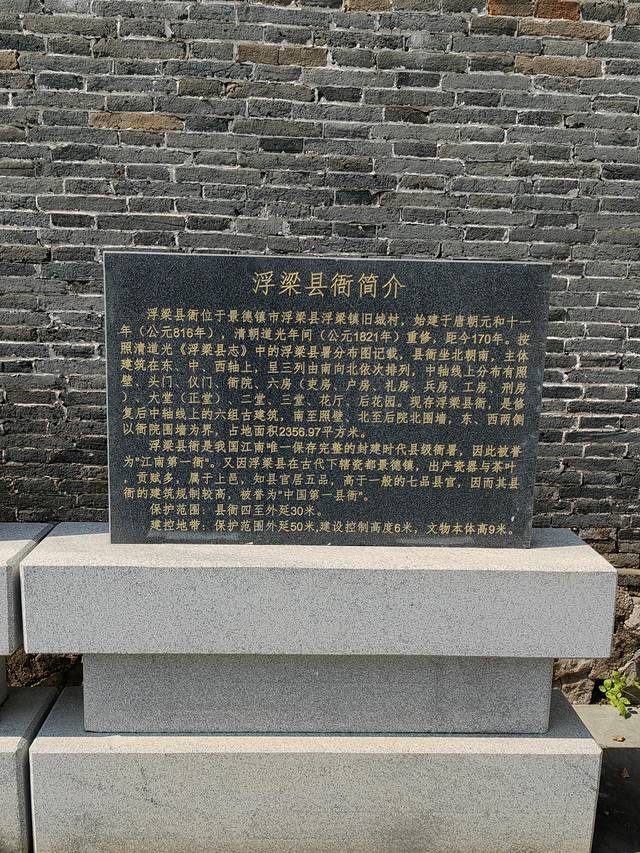 浮梁县衙简介
浮梁县衙位于景德镇市浮梁县浮梁镇旧城村，始建于唐朝元和十一
年（公元816年），清朝道光年间（公元1821年）重修，距今170年。按
照清道光《浮梁县志》中的浮梁县署分布图记载，县衙坐北朝南，主体
建筑在东、中、西轴上，呈三列由南向北依次排列，中轴线上分布有照
壁、头门、仪门、衙院、六房（吏房、户房、礼房、兵房、工房、刑房
）、大堂（正堂）、二堂、三堂、花厅、后花园。现存浮梁县衙，是修
复后中轴线上的六组古建筑，南至照壁、北至后院北围墙，东、西两侧
以衙院围墙为界，占地面积2356.97平方米。
浮梁县衙是我国江南唯一保存完整的封建时代县级衙署，因此被誉
为"江南第一衙"。又因浮梁县在古代下辖瓷都景德镇，出产瓷器与茶叶
，贡赋多，属于上邑，知县官居五品，高于一般的七品县官，因而其县
衙的建筑规制较高，被誉为"中国第一县衙"。
保护范围：县衙四至外延30米。
建控地带：保护范围外延50米,建设控制高度6米，文物本体高9米。